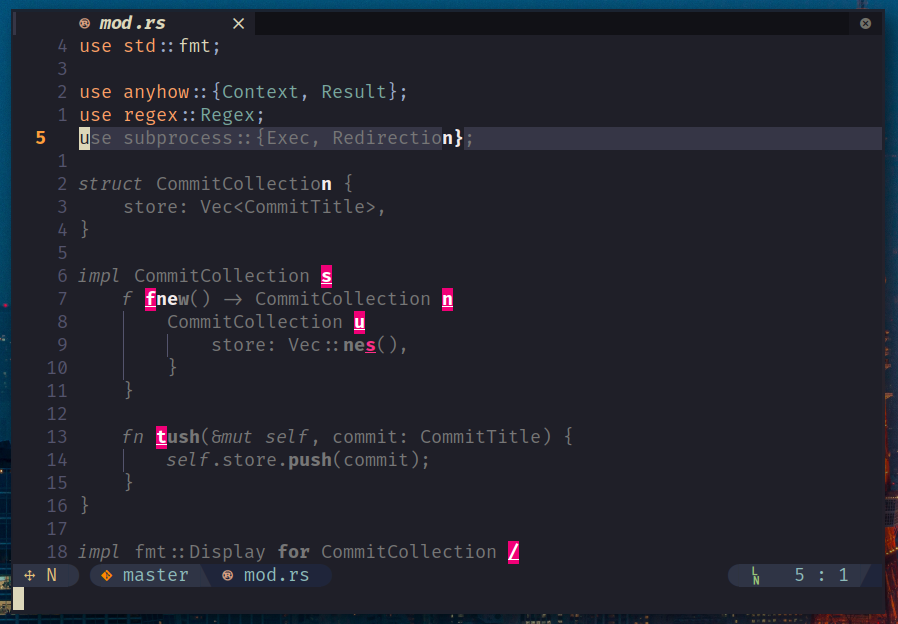 mod.rs ×
4 use std::fmt;
3
2 use anyhow::{Context, Result};
1 use regex::Regex;
5 use subprocess::{Exec, Redirection};
1
2 struct CommitCollection {
3 store: Vec<CommitTitle>,
4 }
5
6 impl CommitCollection s
7 f fnew() -> CommitCollection n
8 CommitCollection u
9 store: Vec::nes(),
10 }
11 }
12
13 fn tush(&mut self, commit: CommitTitle) {
14 self.store.push(commit);
15 }
16 }
17
18 impl fmt::Display for CommitCollection /
N master mod.rs LN 5 : 1